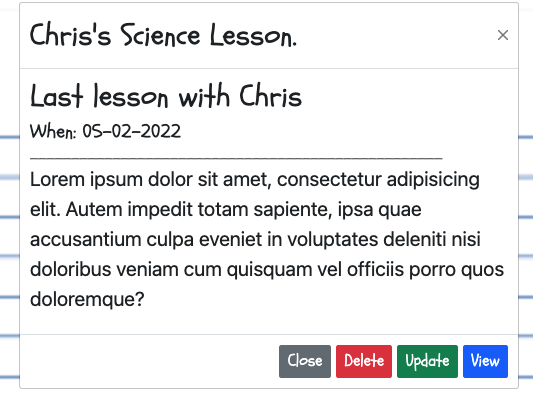 Chris's Science Lesson.
×
Last lesson with Chris
When: 05-02-2022
Lorem ipsum dolor sit amet, consectetur adipisicing
elit. Autem impedit totam sapiente, ipsa quae
accusantium culpa eveniet in voluptates deleniti nisi
doloribus veniam cum quisquam vel officiis porro quos
doloremque?
Close Delete Update View